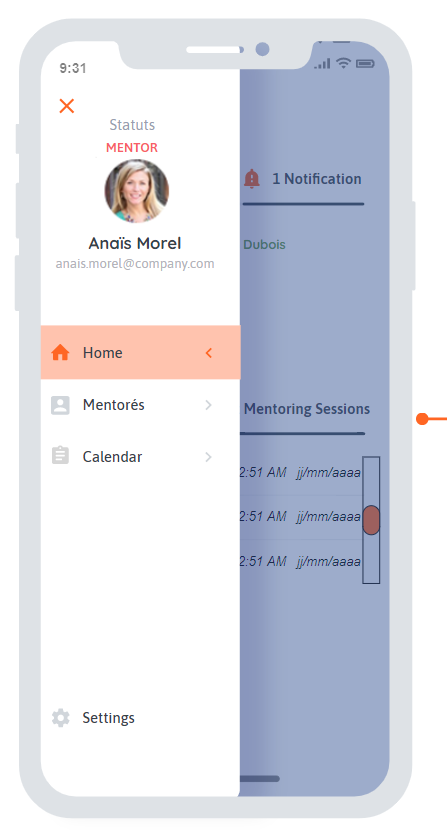 9:31
Statuts
MENTOR
Anaïs Morel
anais.morel@company.com
Home
Mentorés
Calendar
Settings
1 Notification
Dubois
Mentoring Sessions
2:51 AM jj/mm/aaaa
2:51 AM jj/mm/aaaa
2:51 AM jj/mm/aaaa